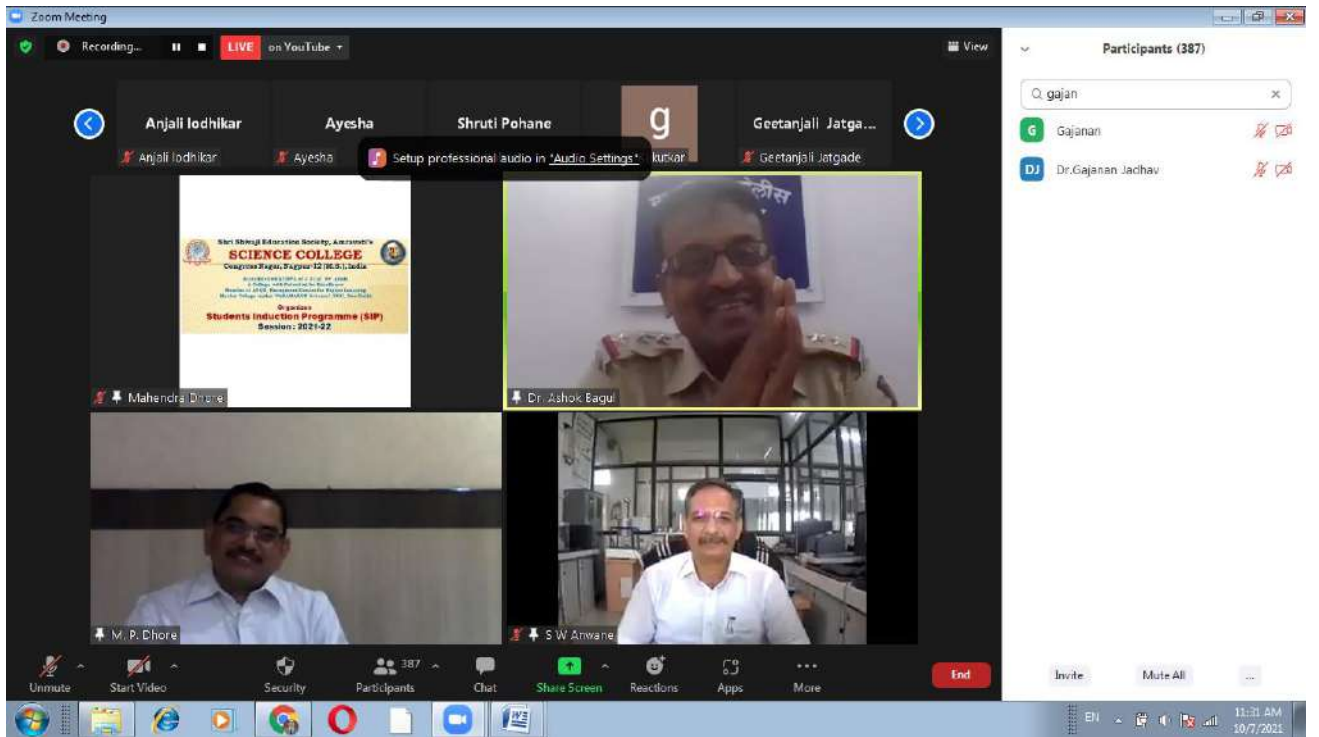 Zoom Meeting
Recording...
LIVE on YouTube
View
Participants (387)
gajan
G Gajanan
DJ Dr.Gajanan Jadhav
Anjali lodhikar
Ayesha
Shruti Pohane
g
Geetanjali Jatga...
Anjali lodhikar
Ayesha
kutkar
Geetanjali Jatgade
Setup professional audio in 'Audio Settings'
Shri Shivaji Education Society, Amravati's
SCIENCE COLLEGE
Congress Nagar, Nagpur-12 (M.S.), India
Organizes
Students Induction Programme (SIP)
Session: 2021-22
Mahendra Dhore
Dr. Ashok Bagul
M. P. Dhore
S W Anwane
Unmute
Start Video
Security
387
Participants
Chat
Share Screen
Reactions
Apps
More
End
Invite
Mute All
...
EN
11:31 AM
10/7/2021